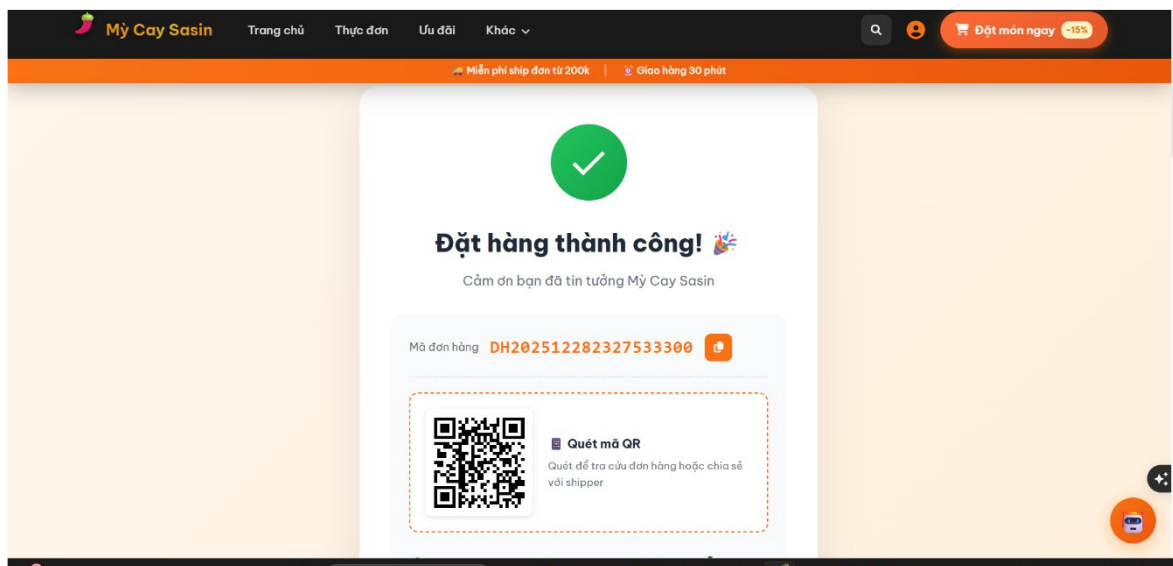 Mỳ Cay Sasin Trang chủ Thực đơn Ưu đãi Khác Đặt món ngay -15%
Miễn phí ship đơn từ 200k | Giao hàng 30 phút
Đặt hàng thành công! 🎉
Cảm ơn bạn đã tin tưởng Mỳ Cay Sasin
Mã đơn hàng DH202512282327533300
Quét mã QR
Quét để tra cứu đơn hàng hoặc chia sẻ
với shipper